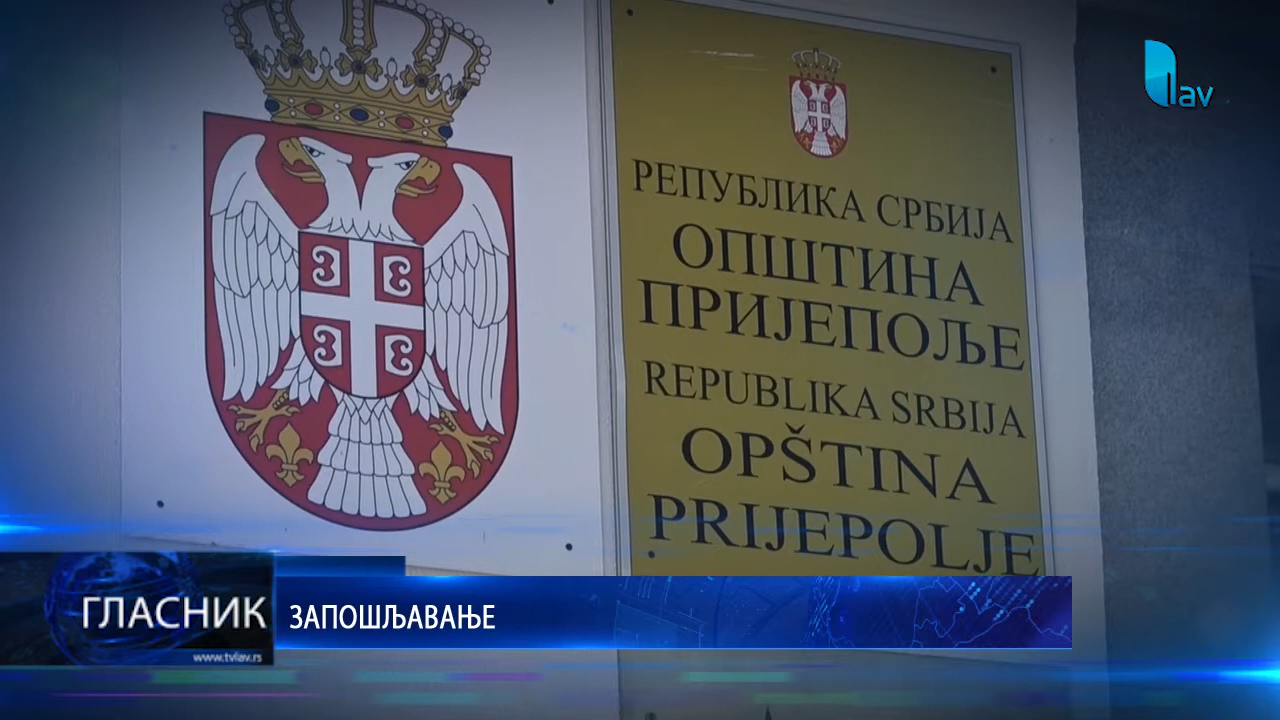 lav
РЕПУБЛИКА СРБИЈА
ОПШТИНА
ПРИЈЕПОЉЕ
REPUBLIKA SRBIJA
OPŠTINA
PRIJEPOLJE
ГЛАСНИК
ЗАПОШЉАВАЊЕ
www.tvlav.rs